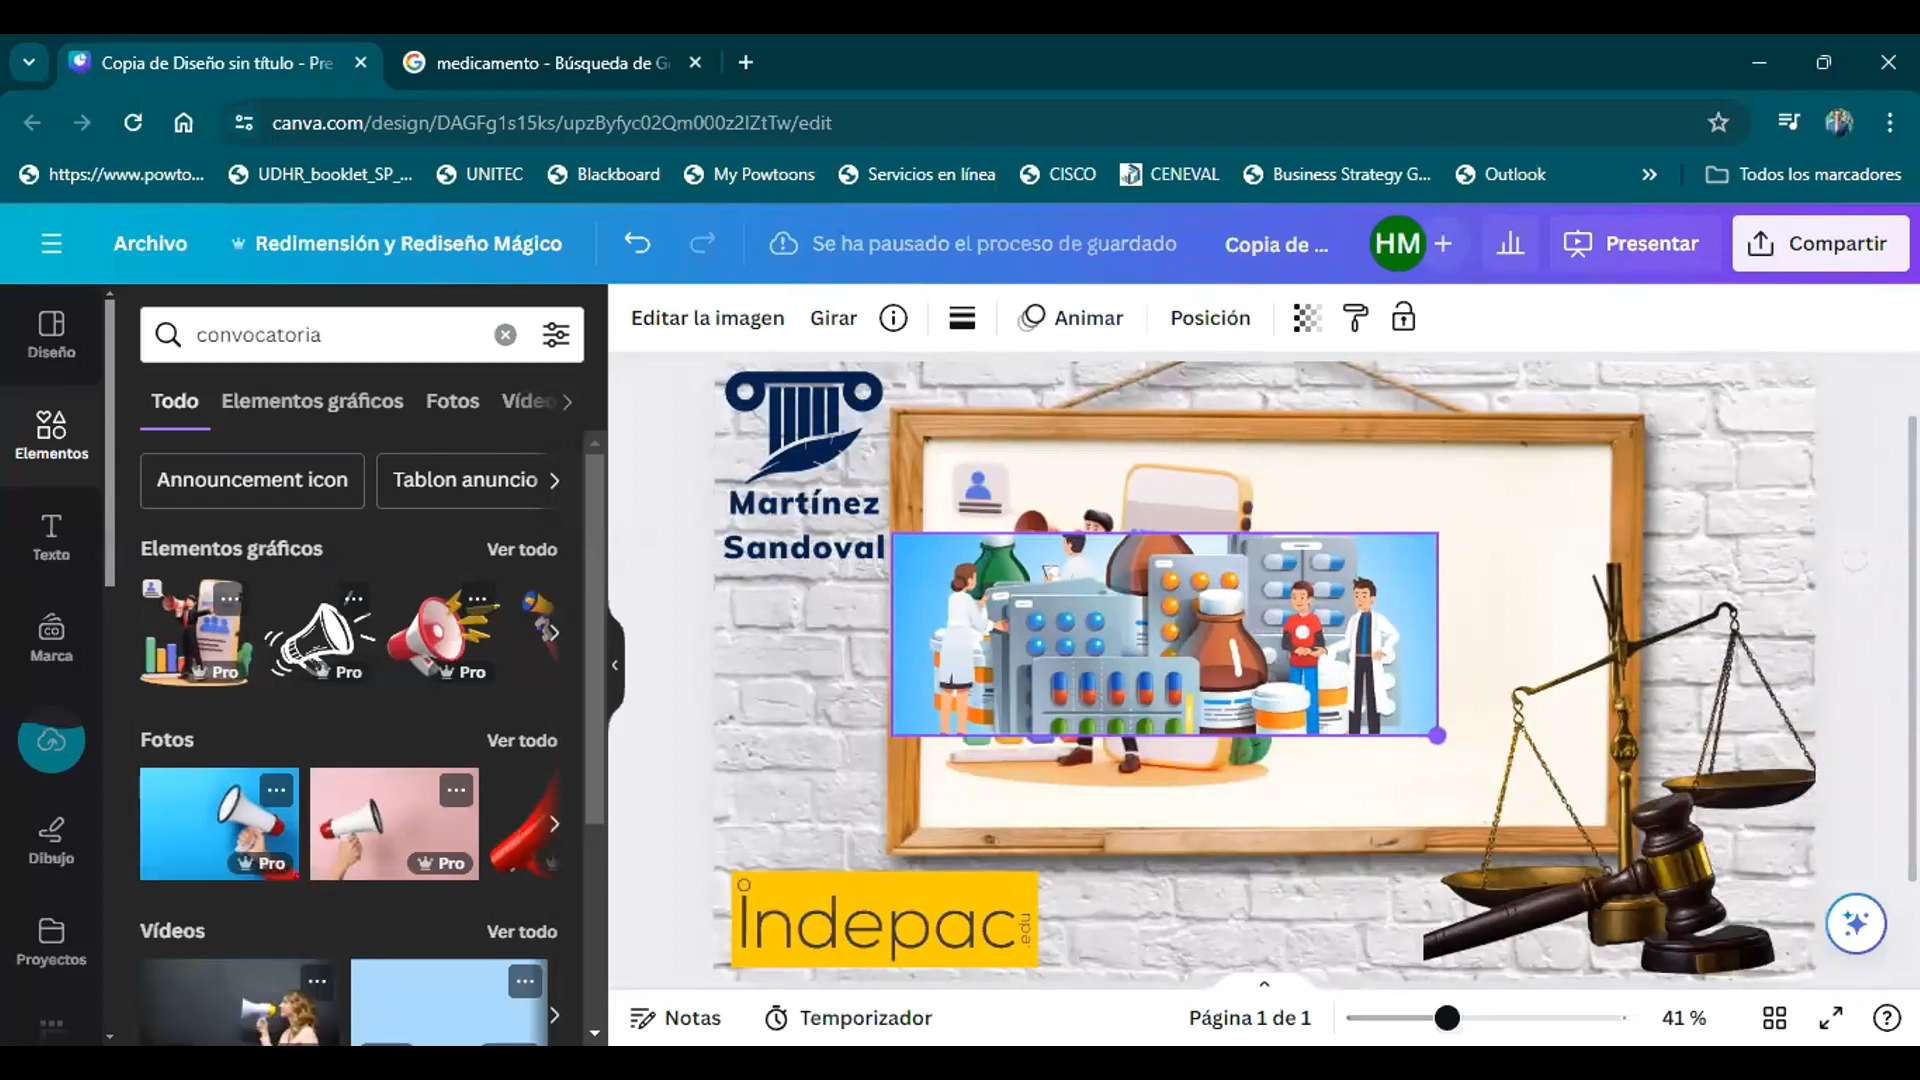 Copia de Diseño sin título - Pre
medicamento - Búsqueda de G
canva.com/design/DAGFg1s15ks/upzByfyc02Qm000z2lZtTw/edit
https://www.powto...
UDHR_booklet_SP_...
UNITEC
Blackboard
My Powtoons
Servicios en línea
CISCO
CENEVAL
Business Strategy G...
Outlook
Todos los marcadores
Archivo
Redimensión y Rediseño Mágico
Se ha pausado el proceso de guardado
Copia de ...
HM
Presentar
Compartir
Diseño
Elementos
Texto
Marca
Dibujo
Proyectos
convocatoria
Todo
Elementos gráficos
Fotos
Vídeo
Announcement icon
Tablon anuncio
Elementos gráficos
Ver todo
Pro
Pro
Pro
Fotos
Ver todo
Pro
Pro
Vídeos
Ver todo
Editar la imagen
Girar
Animar
Posición
Martínez
Sandoval
indepac
.edu
Notas
Temporizador
Página 1 de 1
41 %